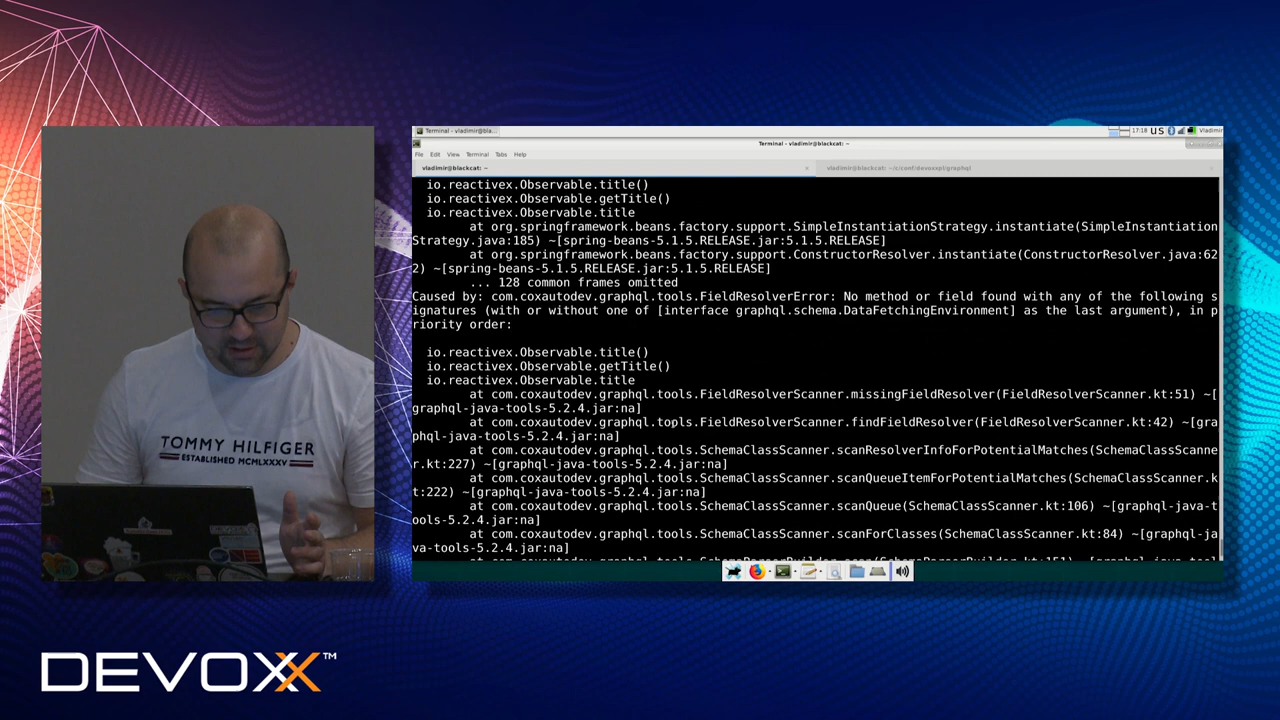 Terminal - vladimir@bla...
17:18 us Vladimir
Terminal - vladimir@blackcat: ~
File Edit View Terminal Tabs Help
vladimir@blackcat: ~
vladimir@blackcat: ~/c/conf/devoxxpl/graphql
io.reactivex.Observable.title()
io.reactivex.Observable.getTitle()
io.reactivex.Observable.title
at org.springframework.beans.factory.support.SimpleInstantiationStrategy.instantiate(SimpleInstantiation
Strategy.java:185) ~[spring-beans-5.1.5.RELEASE.jar:5.1.5.RELEASE]
at org.springframework.beans.factory.support.ConstructorResolver.instantiate(ConstructorResolver.java:62
2) ~[spring-beans-5.1.5.RELEASE.jar:5.1.5.RELEASE]
... 128 common frames omitted
Caused by: com.coxautodev.graphql.tools.FieldResolverError: No method or field found with any of the following s
ignatures (with or without one of [interface graphql.schema.DataFetchingEnvironment] as the last argument), in p
riority order:
io.reactivex.Observable.title()
io.reactivex.Observable.getTitle()
io.reactivex.Observable.title
at com.coxautodev.graphql.tools.FieldResolverScanner.missingFieldResolver(FieldResolverScanner.kt:51) ~[
graphql-java-tools-5.2.4.jar:na]
at com.coxautodev.graphql.tools.FieldResolverScanner.findFieldResolver(FieldResolverScanner.kt:42) ~[gra
phql-java-tools-5.2.4.jar:na]
at com.coxautodev.graphql.tools.SchemaClassScanner.scanResolverInfoForPotentialMatches(SchemaClassScanne
r.kt:227) ~[graphql-java-tools-5.2.4.jar:na]
at com.coxautodev.graphql.tools.SchemaClassScanner.scanQueueItemForPotentialMatches(SchemaClassScanner.k
t:222) ~[graphql-java-tools-5.2.4.jar:na]
at com.coxautodev.graphql.tools.SchemaClassScanner.scanQueue(SchemaClassScanner.kt:106) ~[graphql-java-t
ools-5.2.4.jar:na]
at com.coxautodev.graphql.tools.SchemaClassScanner.scanForClasses(SchemaClassScanner.kt:84) ~[graphql-ja
va-tools-5.2.4.jar:na]
TOMMY HILFIGER
ESTABLISHED MCMLXXXV
DEVOXX™